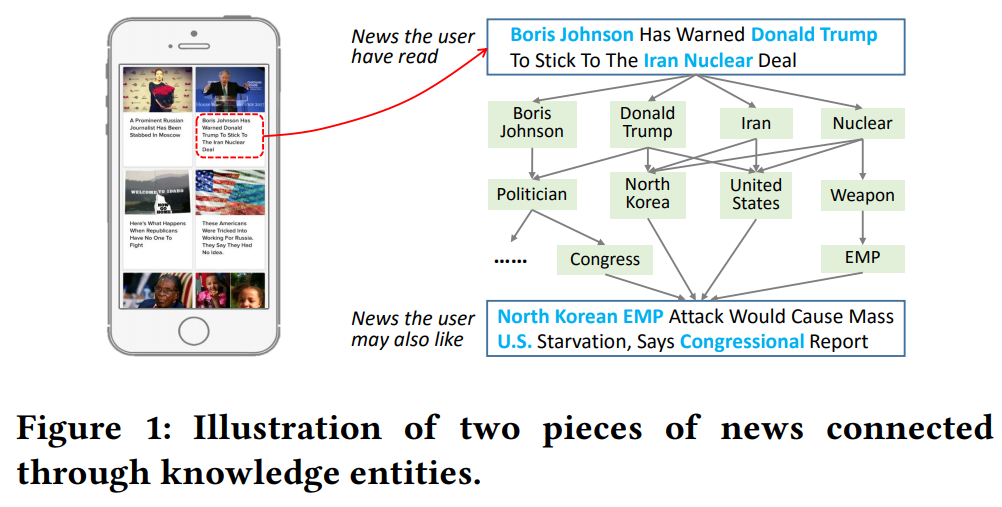 News the user
have read
Boris Johnson Has Warned Donald Trump
To Stick To The Iran Nuclear Deal
A Prominent Russian
Journalist Has Been
Stabbed In Moscow
Boris Johnson Has
Warned Donald
Trump To Stick To
The Iran Nuclear
Deal
WELCOME TO IDAHO
NOW GO
HOME
Here's What Happens
When Republicans
Have No One To
Fight
These Americans
Were Tricked Into
Working For Russia.
They Say They Had
No Idea.
Boris
Johnson
Donald
Trump
Iran
Nuclear
Politician
North
Korea
United
States
Weapon
......
Congress
EMP
News the user
may also like
North Korean EMP Attack Would Cause Mass
U.S. Starvation, Says Congressional Report
Figure 1: Illustration of two pieces of news connected
through knowledge entities.